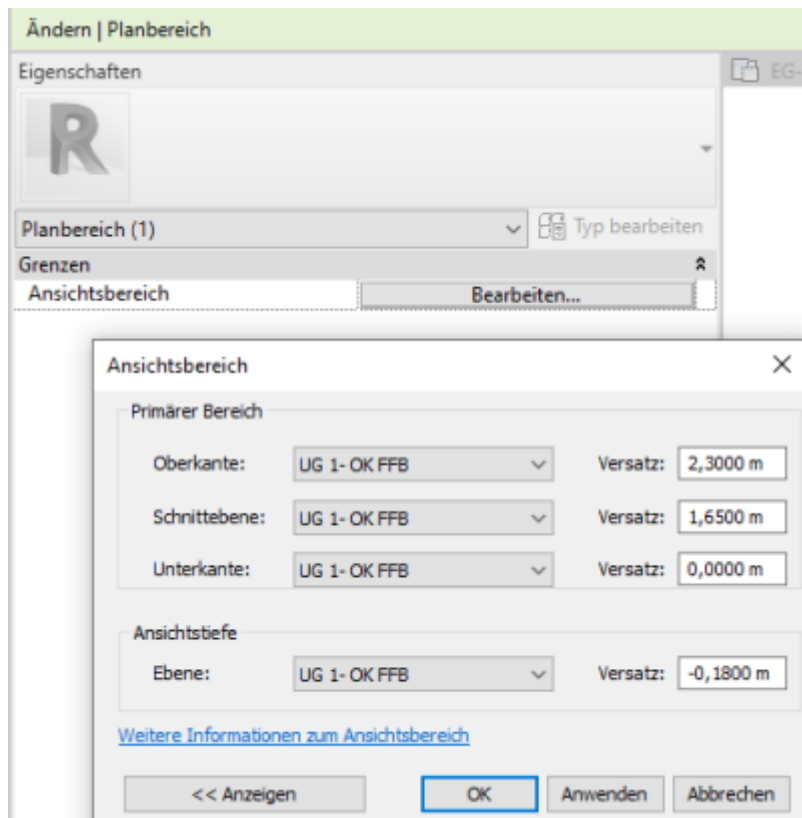 Ändern | Planbereich
Eigenschaften
EG-
R
Planbereich (1)
Typ bearbeiten
Grenzen
Ansichtsbereich Bearbeiten...
Ansichtsbereich
Primärer Bereich
Oberkante: UG 1- OK FFB Versatz: 2,3000 m
Schnittebene: UG 1- OK FFB Versatz: 1,6500 m
Unterkante: UG 1- OK FFB Versatz: 0,0000 m
Ansichtstiefe
Ebene: UG 1- OK FFB Versatz: -0,1800 m
Weitere Informationen zum Ansichtsbereich
<< Anzeigen OK Anwenden Abbrechen